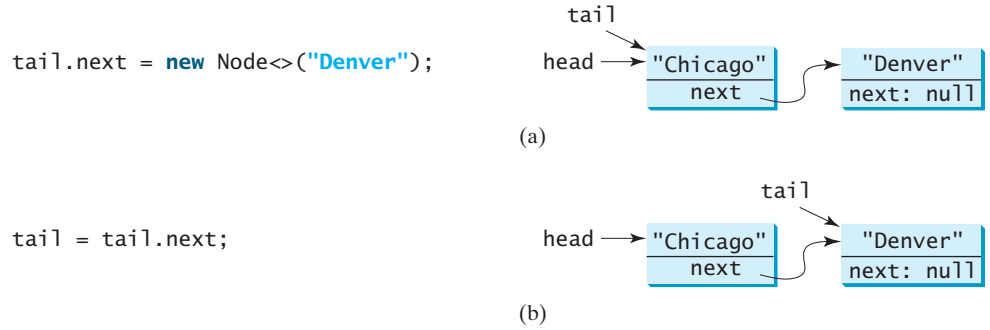 tail
tail.next = new Node<>("Denver");
head
"Chicago"
next
"Denver"
next: null
(a)
tail
tail = tail.next;
head
"Chicago"
next
"Denver"
next: null
(b)